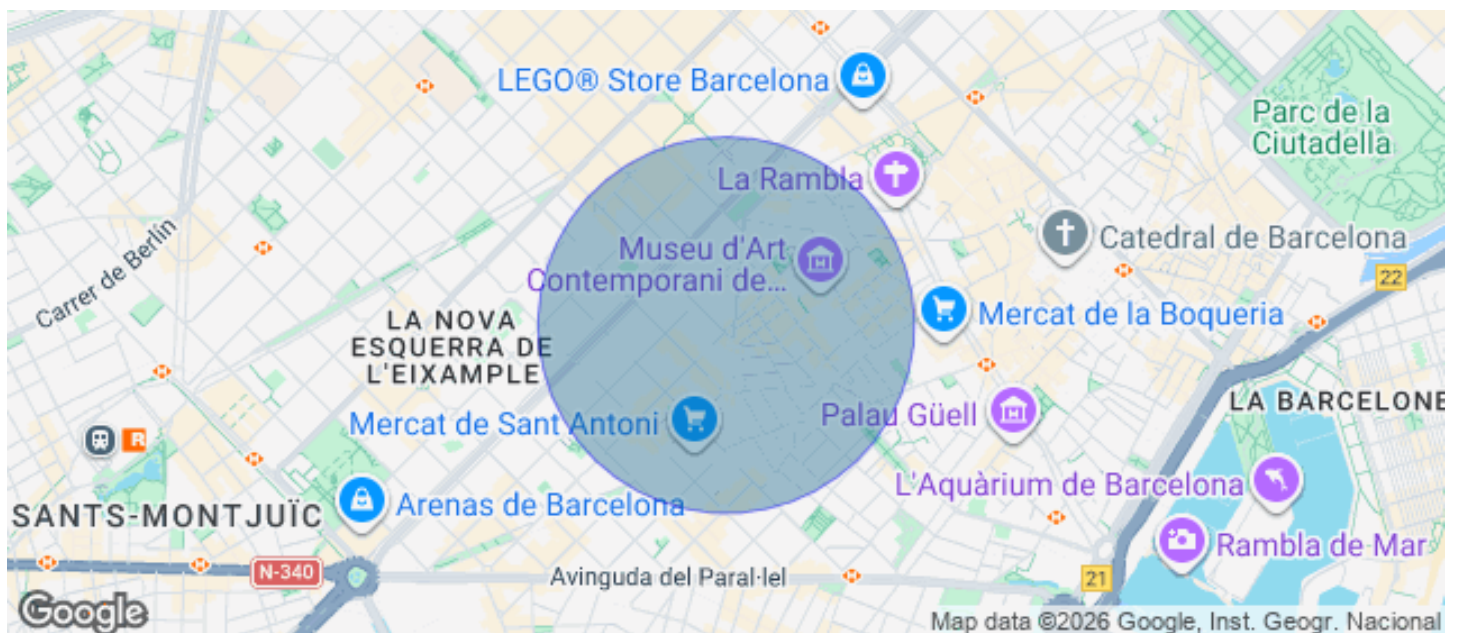 LEGO® Store Barcelona
Parc de la
Ciutadella
La Rambla
Carrer de Berlín
Museu d'Art
Contemporani de...
Catedral de Barcelona
22
LA NOVA
ESQUERRA DE
L'EIXAMPLE
Mercat de la Boqueria
Mercat de Sant Antoni
Palau Güell
LA BARCELONE
R
L'Aquàrium de Barcelona
SANTS-MONTJUÏC
Arenas de Barcelona
Rambla de Mar
N-340
Avinguda del Paral·lel
21
Google
Map data ©2026 Google, Inst. Geogr. Nacional